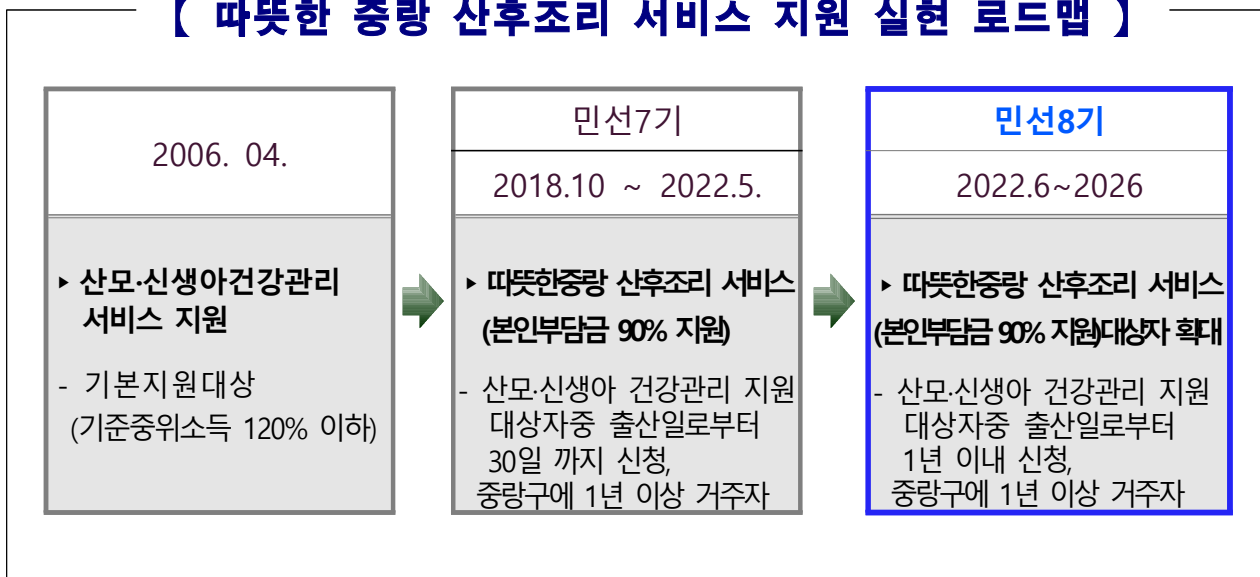 【 따뜻한 중랑 산후조리 서비스 지원 실현 로드맵 】
2006. 04.
▸ 산모·신생아건강관리
서비스 지원
- 기본지원대상
(기준중위소득 120% 이하)
민선7기
2018.10 ~ 2022.5.
▸ 따뜻한중랑 산후조리 서비스
(본인부담금 90% 지원)
- 산모·신생아 건강관리 지원
대상자중 출산일로부터
30일 까지 신청,
중랑구에 1년 이상 거주자
민선8기
2022.6~2026
▸ 따뜻한중랑 산후조리 서비스
(본인부담금 90% 지원)대상자 확대
- 산모·신생아 건강관리 지원
대상자중 출산일로부터
1년 이내 신청,
중랑구에 1년 이상 거주자